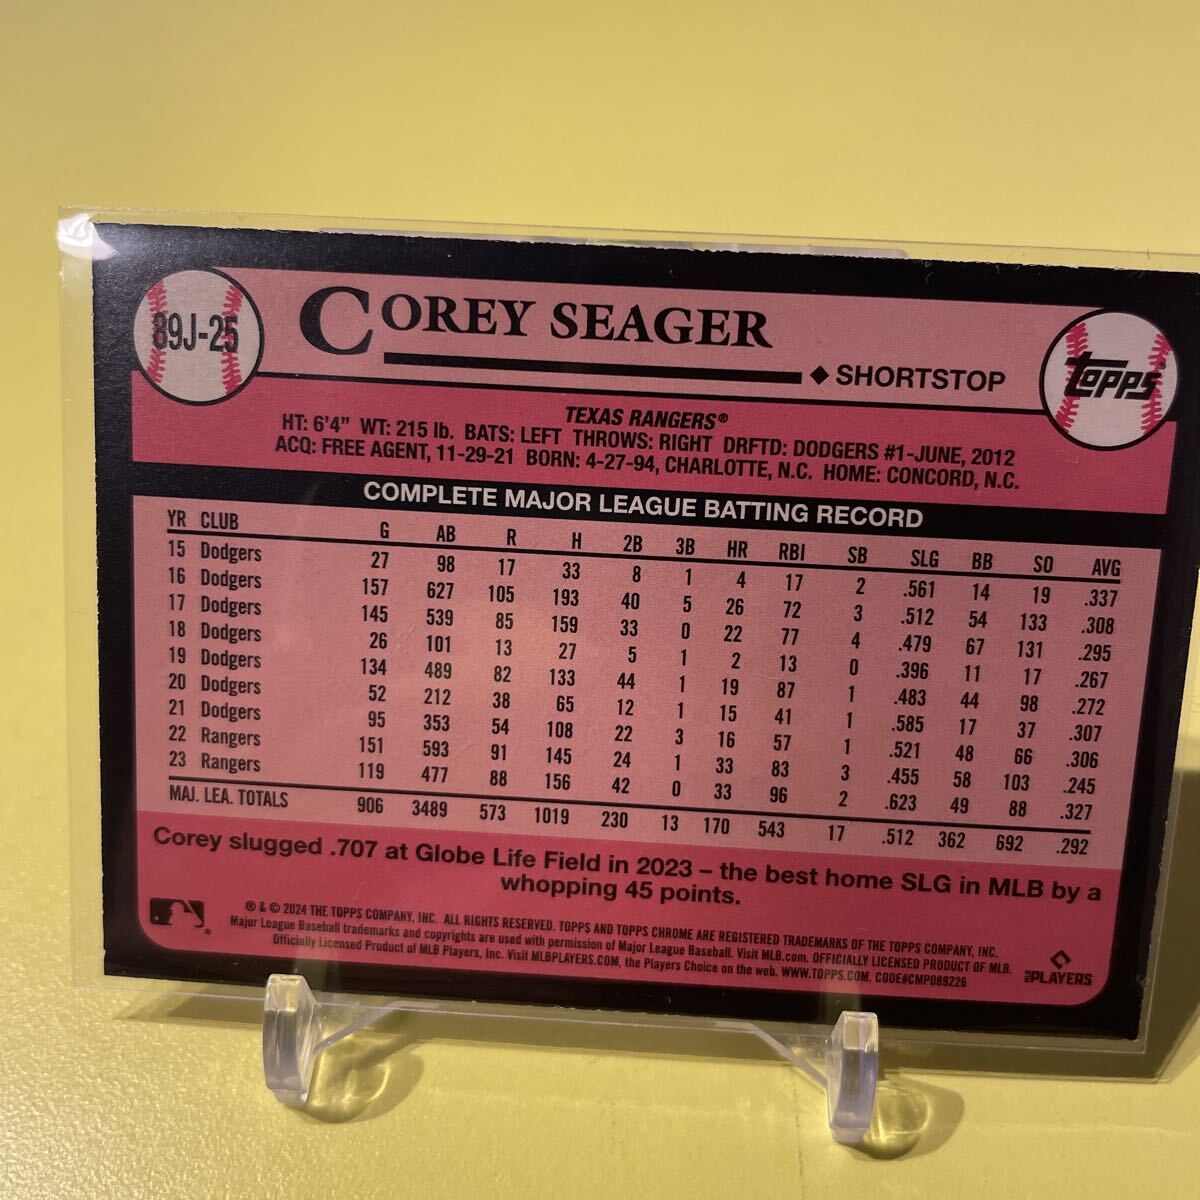 89J-25
COREY SEAGER
SHORTSTOP
topps®
TEXAS RANGERS®
HT: 6'4" WT: 215 lb. BATS: LEFT THROWS: RIGHT DRFTD: DODGERS #1-JUNE, 2012
ACQ: FREE AGENT, 11-29-21 BORN: 4-27-94, CHARLOTTE, N.C. HOME: CONCORD, N.C.
COMPLETE MAJOR LEAGUE BATTING RECORD
YR CLUB G AB R H 2B 3B HR RBI SB SLG BB SO AVG
15 Dodgers 27 98 17 33 8 1 4 17 2 .561 14 19 .337
16 Dodgers 157 627 105 193 40 5 26 72 3 .512 54 133 .308
17 Dodgers 145 539 85 159 33 0 22 77 4 .479 67 131 .295
18 Dodgers 26 101 13 27 5 1 2 13 0 .396 11 17 .267
19 Dodgers 134 489 82 133 44 1 19 87 1 .483 44 98 .272
20 Dodgers 52 212 38 65 12 1 15 41 1 .585 17 37 .307
21 Dodgers 95 353 54 108 22 3 16 57 1 .521 48 66 .306
22 Rangers 151 593 91 145 24 1 33 83 3 .455 58 103 .245
23 Rangers 119 477 88 156 42 0 33 96 2 .623 49 88 .327
MAJ. LEA. TOTALS 906 3489 573 1019 230 13 170 543 17 .512 362 692 .292
Corey slugged .707 at Globe Life Field in 2023 – the best home SLG in MLB by a
whopping 45 points.
® & © 2024 THE TOPPS COMPANY, INC. ALL RIGHTS RESERVED. TOPPS AND TOPPS CHROME ARE REGISTERED TRADEMARKS OF THE TOPPS COMPANY, INC.
Major League Baseball trademarks and copyrights are used with permission of Major League Baseball. Visit MLB.com. OFFICIALLY LICENSED PRODUCT OF MLB.
Officially Licensed Product of MLB Players, Inc. Visit MLBPLAYERS.COM, the Players Choice on the web. WWW.TOPPS.COM. CODE#CMP089226
MLB PLAYERS